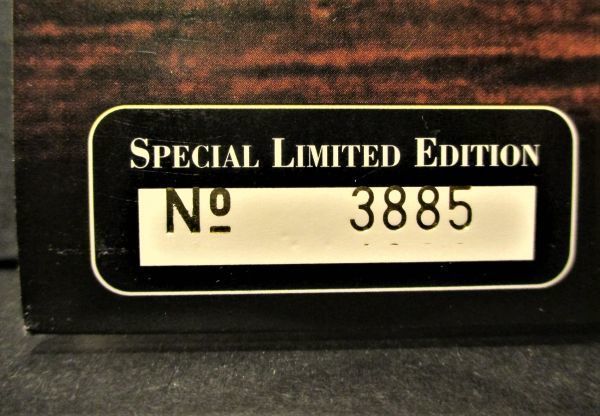 SPECIAL LIMITED EDITION
Nº 3885